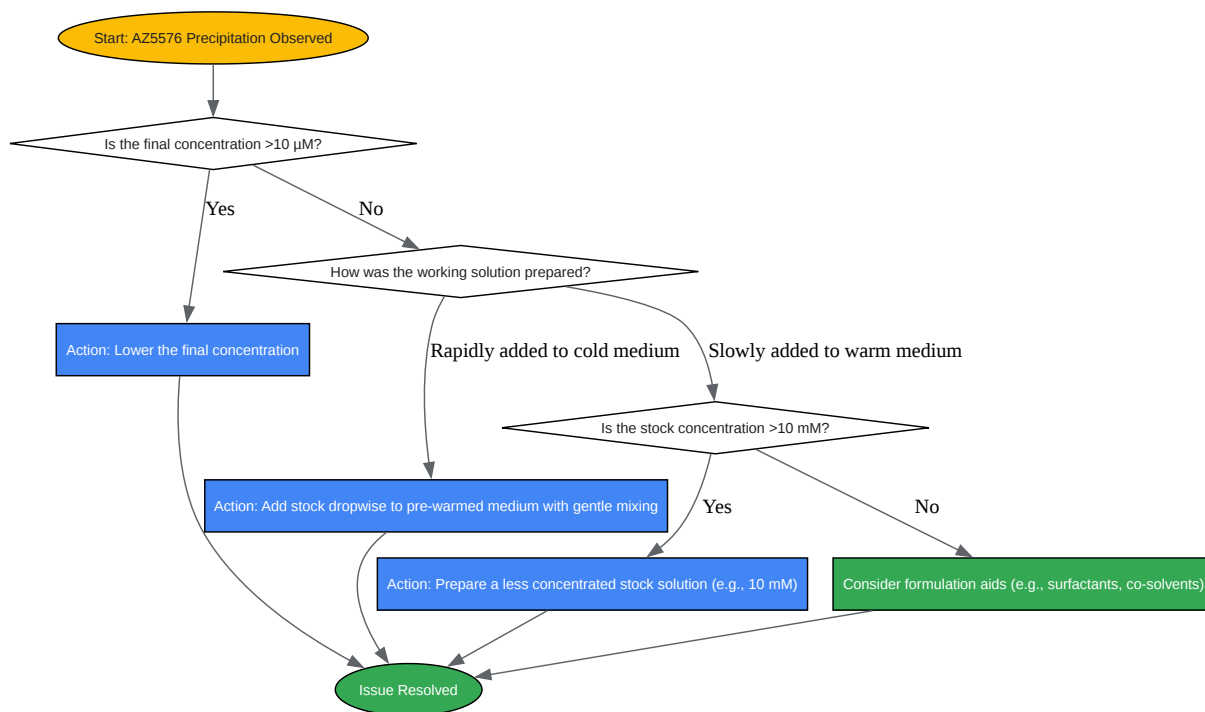 Start: AZ5576 Precipitation Observed
Is the final concentration >10 µM?
Yes
No
How was the working solution prepared?
Action: Lower the final concentration
Rapidly added to cold medium
Slowly added to warm medium
Is the stock concentration >10 mM?
Action: Add stock dropwise to pre-warmed medium with gentle mixing
Yes
No
Action: Prepare a less concentrated stock solution (e.g., 10 mM)
Consider formulation aids (e.g., surfactants, co-solvents)
Issue Resolved